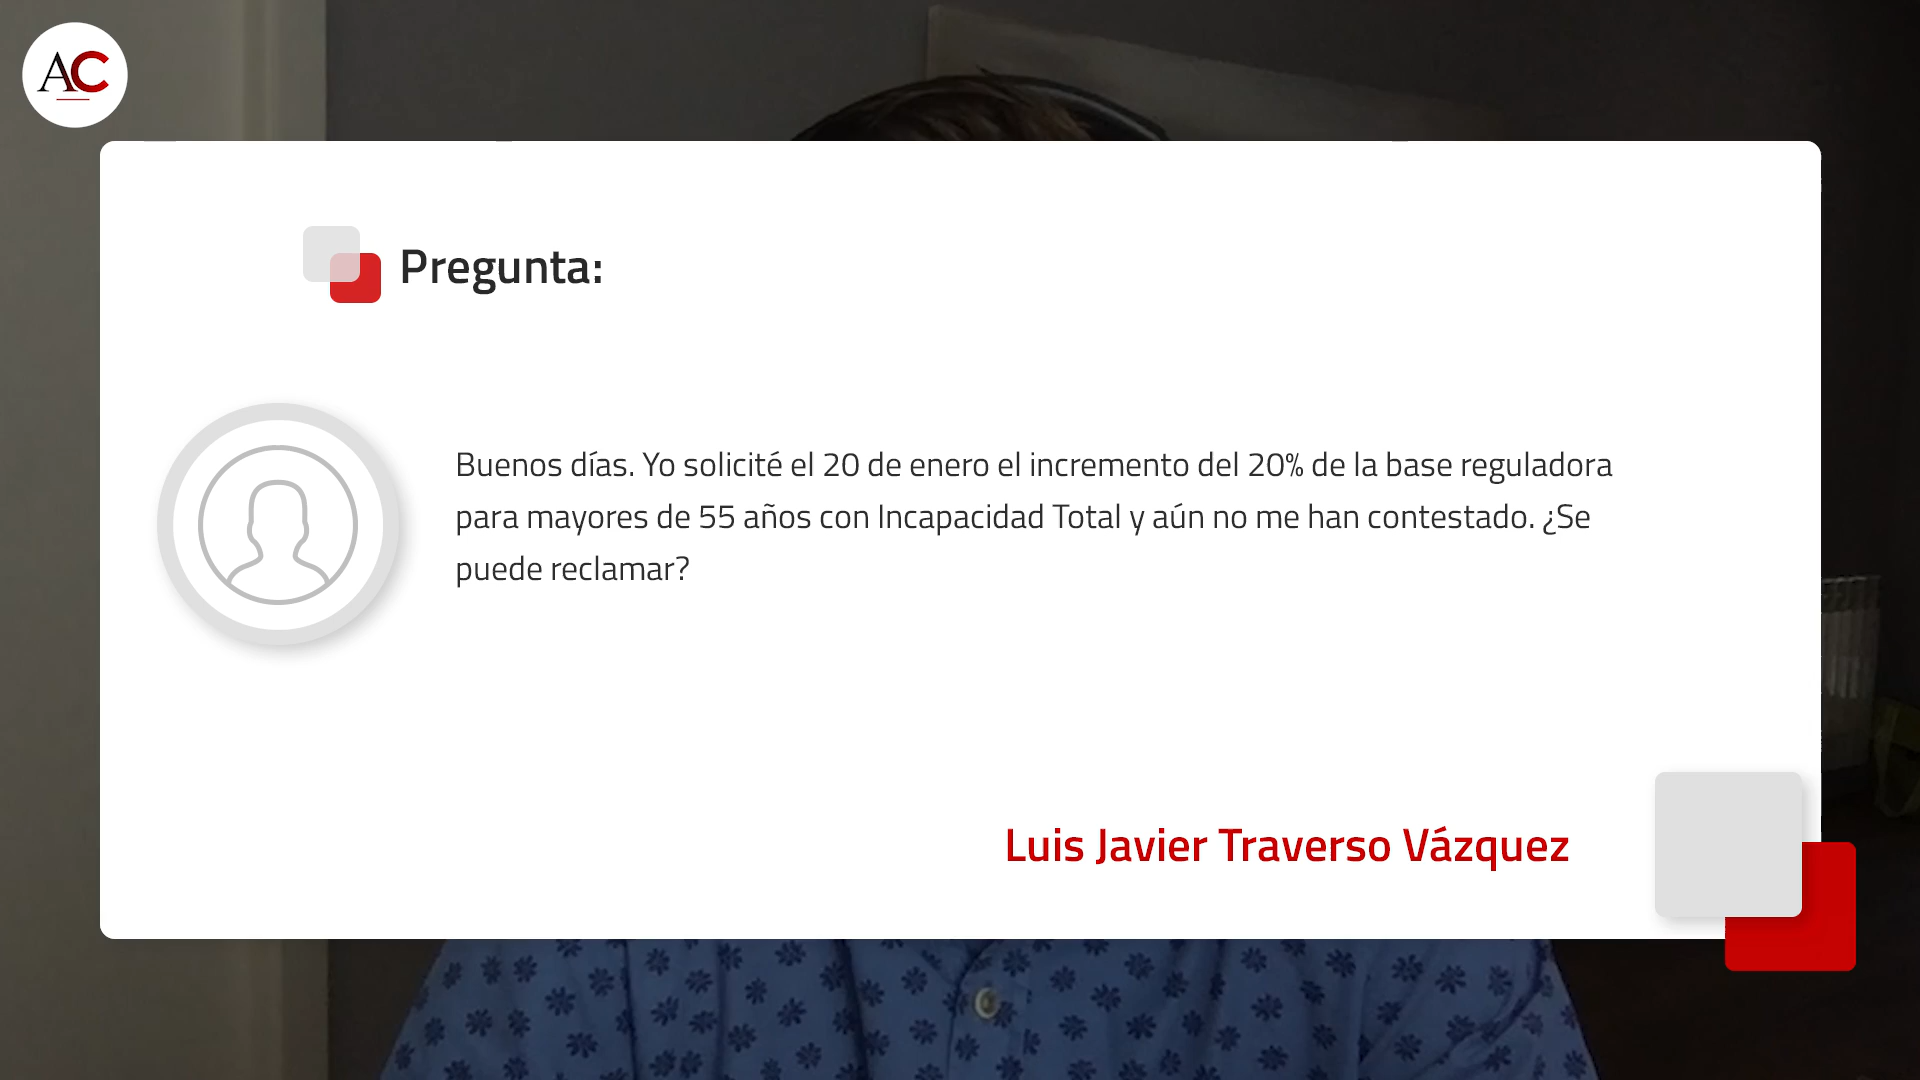 AC
Pregunta:
Buenos días. Yo solicité el 20 de enero el incremento del 20% de la base reguladora
para mayores de 55 años con Incapacidad Total y aún no me han contestado. ¿Se
puede reclamar?
Luis Javier Traverso Vázquez